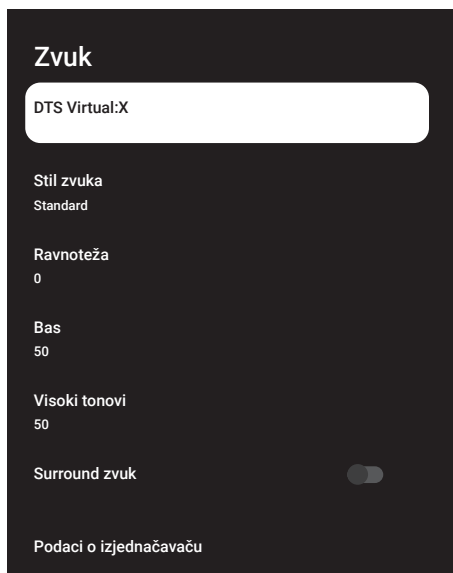 Zvuk
DTS Virtual:X
Stil zvuka
Standard
Ravnoteža
0
Bas
50
Visoki tonovi
50
Surround zvuk
Podaci o izjednačavaču